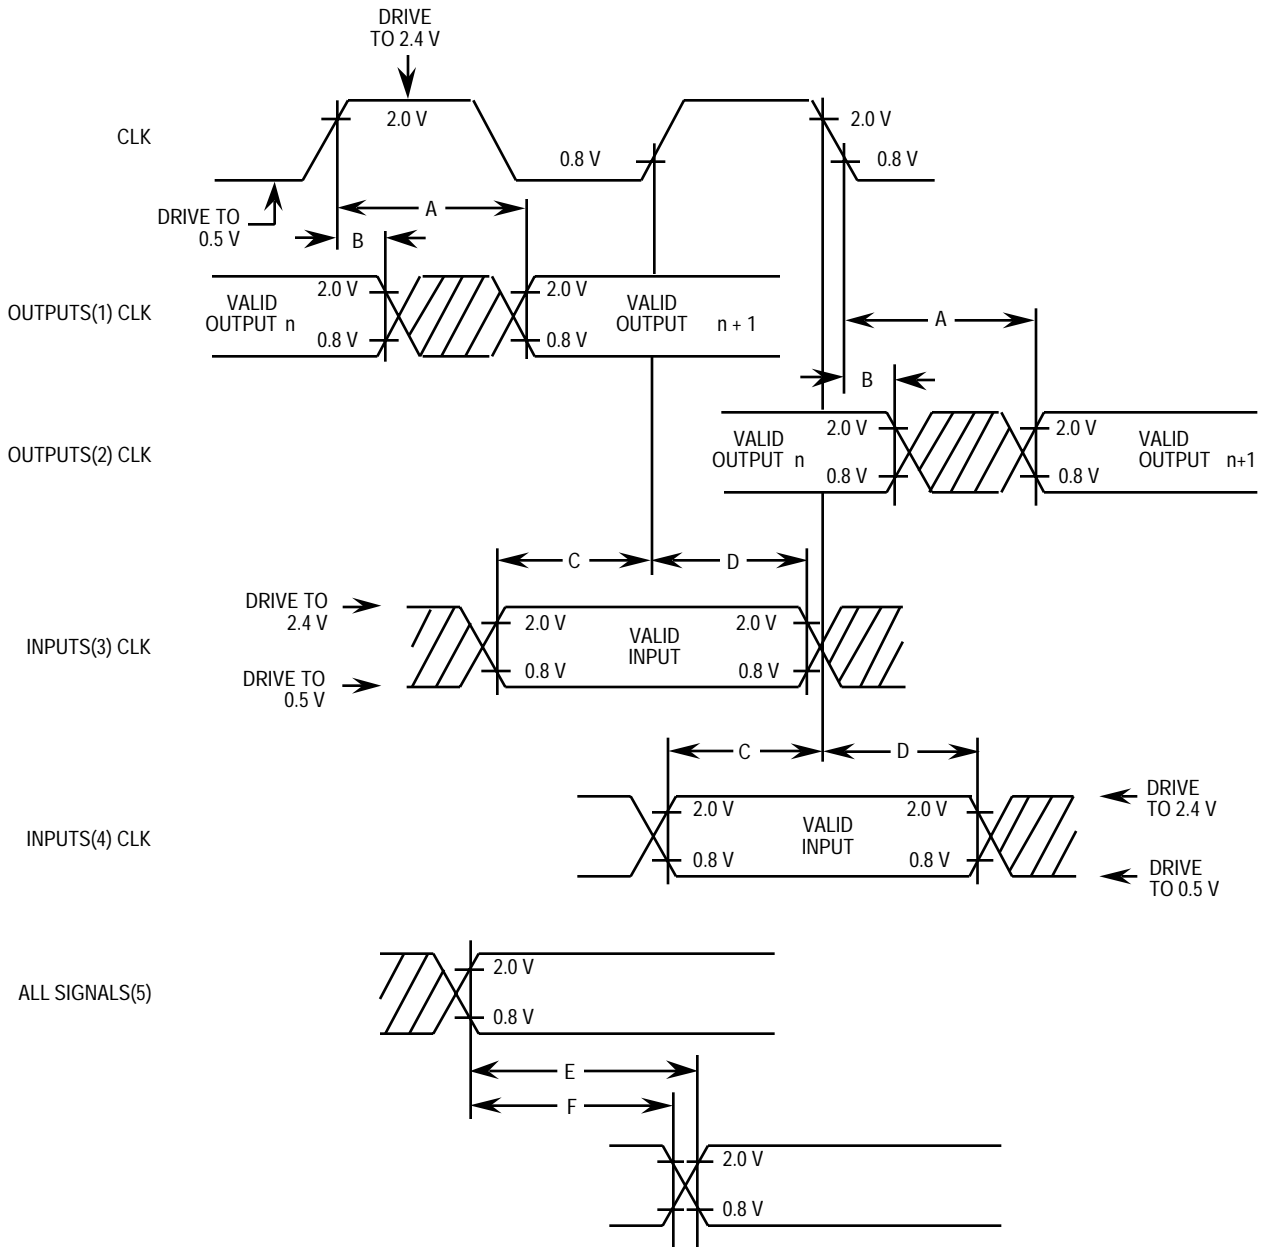 DRIVE
TO 2.4 V
CLK
2.0 V
0.8 V
2.0 V
0.8 V
DRIVE TO
0.5 V
A
B
OUTPUTS(1) CLK
VALID
OUTPUT n
2.0 V
0.8 V
2.0 V
0.8 V
VALID
OUTPUT n + 1
A
B
OUTPUTS(2) CLK
VALID
OUTPUT n
2.0 V
0.8 V
2.0 V
0.8 V
VALID
OUTPUT n+1
C
D
DRIVE TO
2.4 V
INPUTS(3) CLK
DRIVE TO
0.5 V
2.0 V
0.8 V
VALID
INPUT
2.0 V
0.8 V
C
D
INPUTS(4) CLK
2.0 V
0.8 V
VALID
INPUT
2.0 V
0.8 V
DRIVE
TO 2.4 V
DRIVE
TO 0.5 V
ALL SIGNALS(5)
2.0 V
0.8 V
E
F
2.0 V
0.8 V